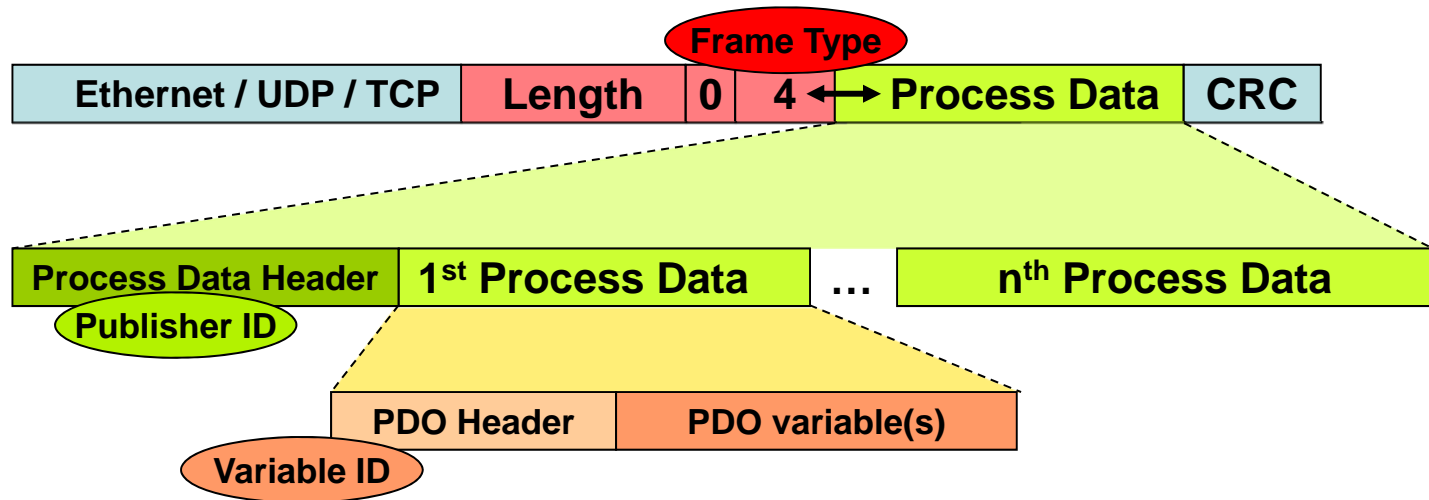 Frame Type
Ethernet / UDP / TCP Length 0 4 Process Data CRC
Process Data Header 1st Process Data ... nth Process Data
Publisher ID
PDO Header PDO variable(s)
Variable ID